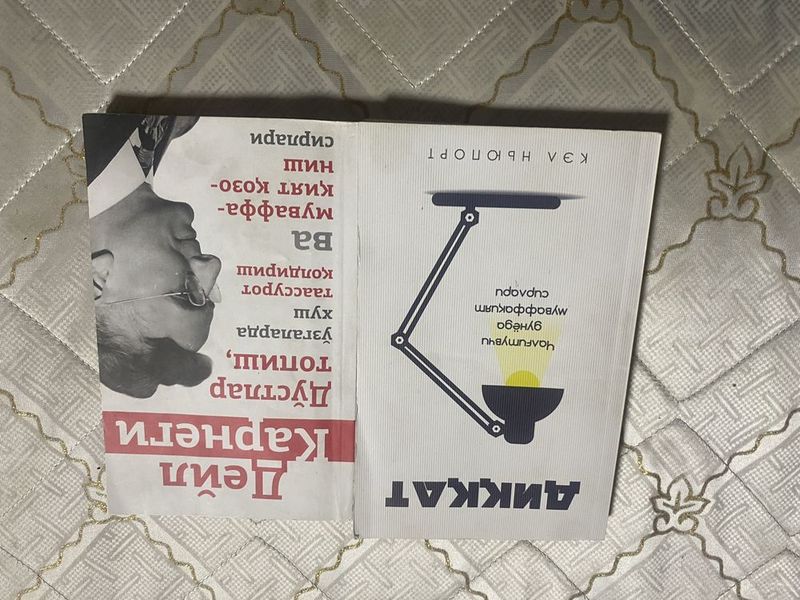 ДИҚҚАТ
Чалғитувчи
дунёда
муваффақият
сирлари
КЭЛ НЬЮПОРТ
Дейл
Карнеги
Дўстлар
топиш,
ўзгаларда
хуш
таассурот
қолдириш
ва
муваффа-
қият қозо-
ниш
сирлари